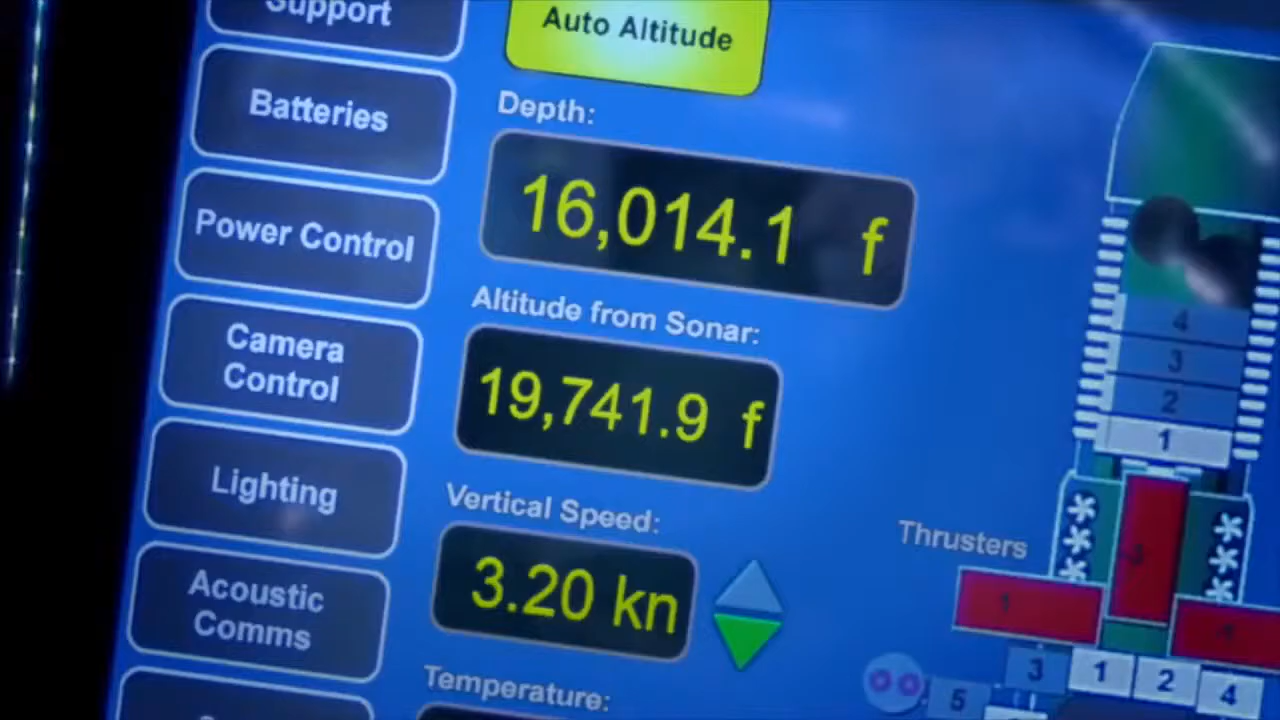 Support
Batteries
Power Control
Camera
Control
Lighting
Acoustic
Comms
Auto Altitude
Depth:
16,014.1 f
Altitude from Sonar:
19,741.9 f
Vertical Speed:
3.20 kn
Temperature:
4
3
2
1
Thrusters
1
3
3
1
2
4
5